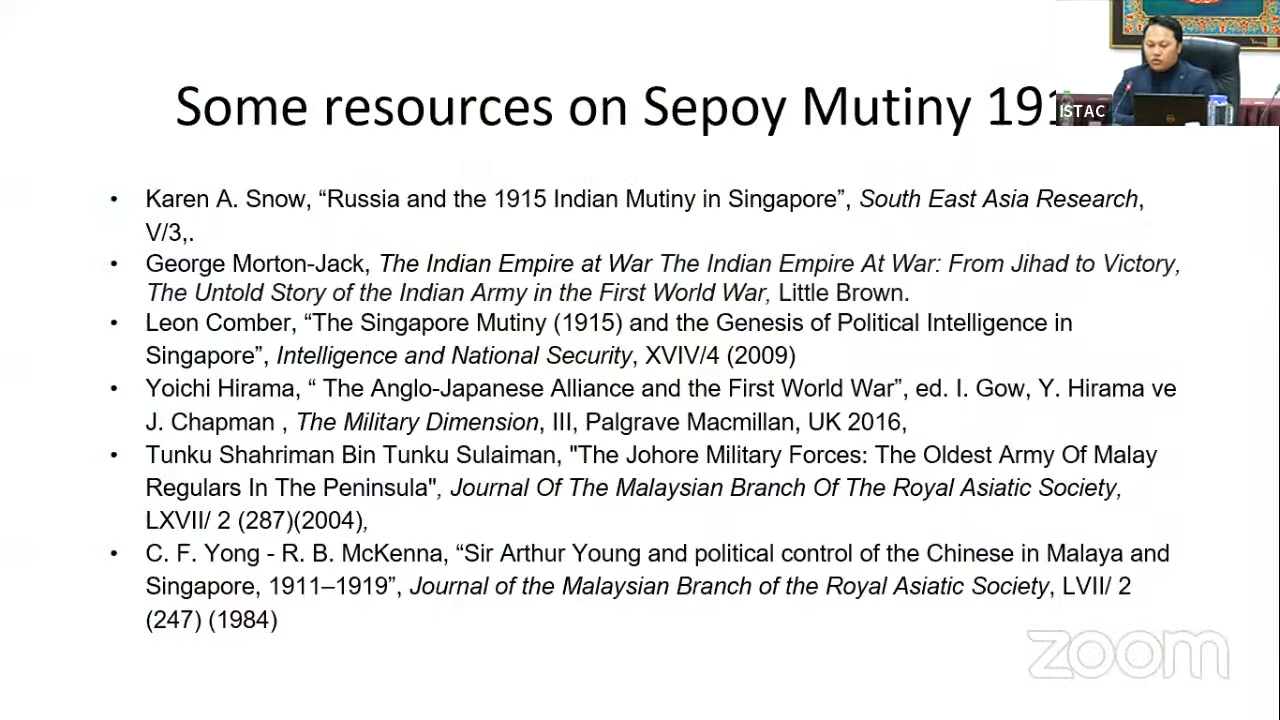 Some resources on Sepoy Mutiny 191
ISTAC
• Karen A. Snow, “Russia and the 1915 Indian Mutiny in Singapore”, South East Asia Research,
V/3,.
• George Morton-Jack, The Indian Empire at War The Indian Empire At War: From Jihad to Victory,
The Untold Story of the Indian Army in the First World War, Little Brown.
• Leon Comber, “The Singapore Mutiny (1915) and the Genesis of Political Intelligence in
Singapore”, Intelligence and National Security, XVIV/4 (2009)
• Yoichi Hirama, “ The Anglo-Japanese Alliance and the First World War”, ed. I. Gow, Y. Hirama ve
J. Chapman , The Military Dimension, III, Palgrave Macmillan, UK 2016,
• Tunku Shahriman Bin Tunku Sulaiman, "The Johore Military Forces: The Oldest Army Of Malay
Regulars In The Peninsula", Journal Of The Malaysian Branch Of The Royal Asiatic Society,
LXVII/ 2 (287)(2004),
• C. F. Yong - R. B. McKenna, “Sir Arthur Young and political control of the Chinese in Malaya and
Singapore, 1911–1919”, Journal of the Malaysian Branch of the Royal Asiatic Society, LVII/ 2
(247) (1984)
zoom